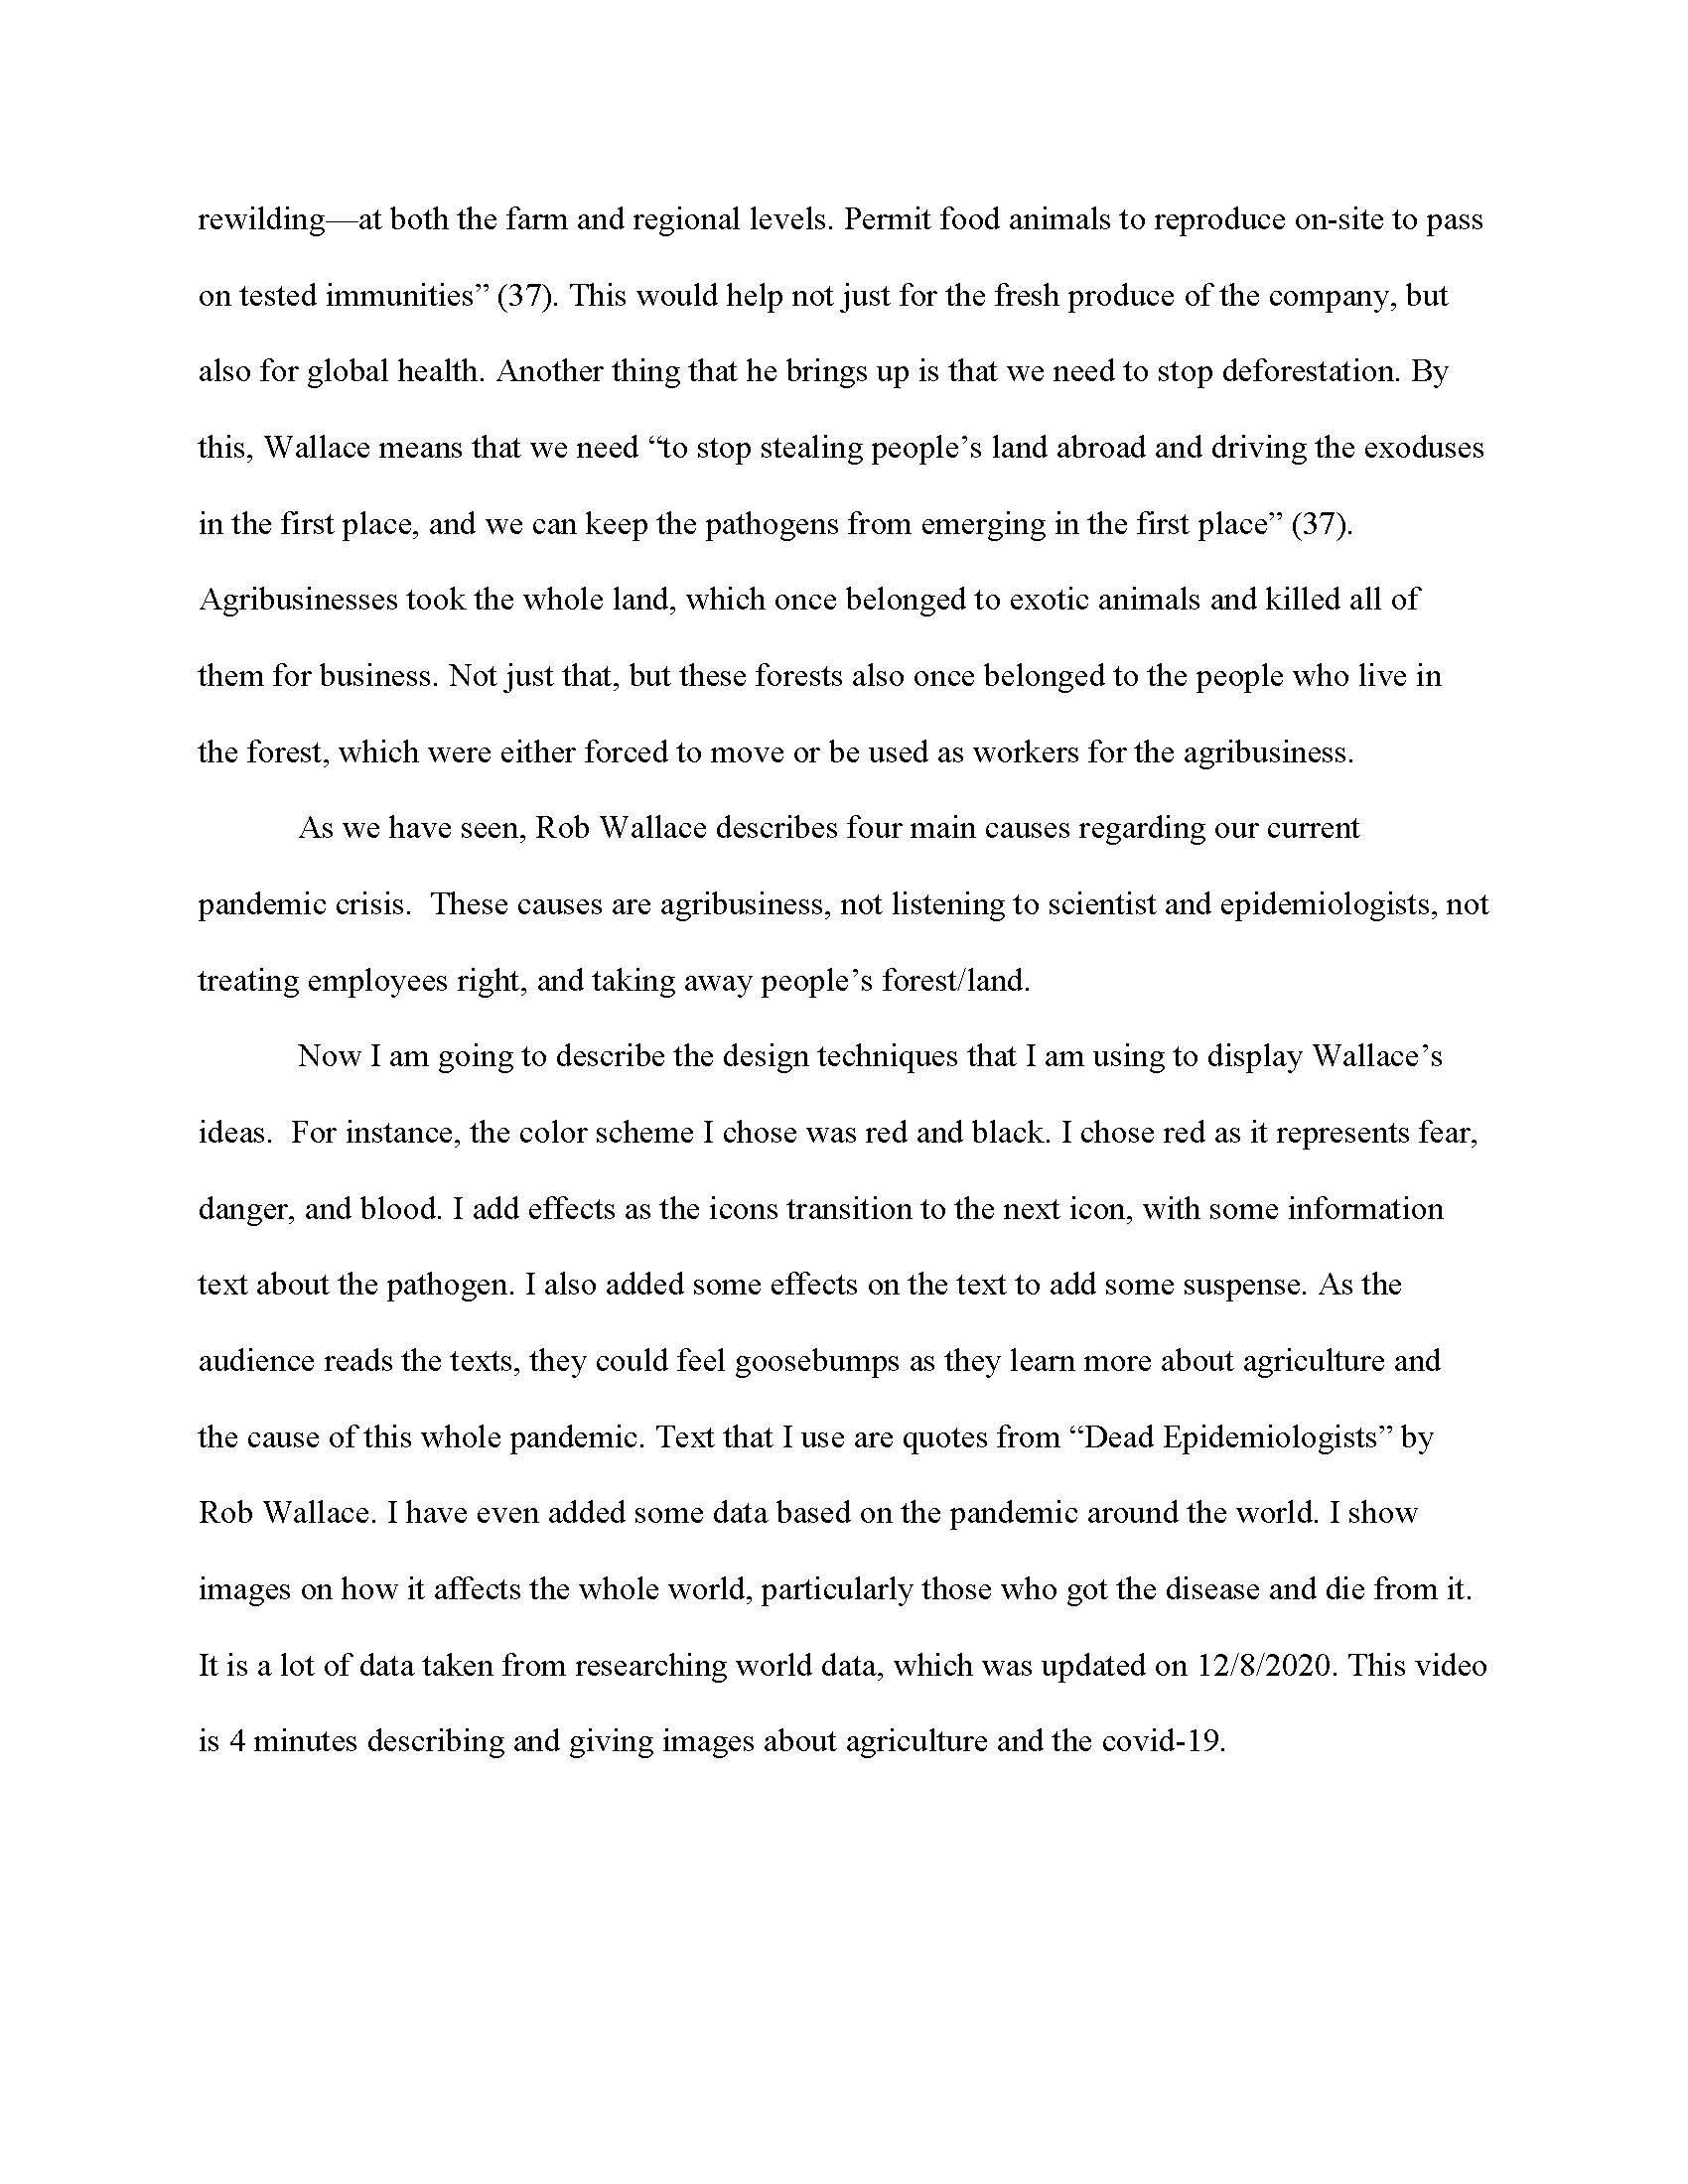 rewilding—at both the farm and regional levels. Permit food animals to reproduce on-site to pass
on tested immunities” (37). This would help not just for the fresh produce of the company, but
also for global health. Another thing that he brings up is that we need to stop deforestation. By
this, Wallace means that we need “to stop stealing people’s land abroad and driving the exoduses
in the first place, and we can keep the pathogens from emerging in the first place” (37).
Agribusinesses took the whole land, which once belonged to exotic animals and killed all of
them for business. Not just that, but these forests also once belonged to the people who live in
the forest, which were either forced to move or be used as workers for the agribusiness.
As we have seen, Rob Wallace describes four main causes regarding our current
pandemic crisis.  These causes are agribusiness, not listening to scientist and epidemiologists, not
treating employees right, and taking away people’s forest/land.
Now I am going to describe the design techniques that I am using to display Wallace’s
ideas.  For instance, the color scheme I chose was red and black. I chose red as it represents fear,
danger, and blood. I add effects as the icons transition to the next icon, with some information
text about the pathogen. I also added some effects on the text to add some suspense. As the
audience reads the texts, they could feel goosebumps as they learn more about agriculture and
the cause of this whole pandemic. Text that I use are quotes from “Dead Epidemiologists” by
Rob Wallace. I have even added some data based on the pandemic around the world. I show
images on how it affects the whole world, particularly those who got the disease and die from it.
It is a lot of data taken from researching world data, which was updated on 12/8/2020. This video
is 4 minutes describing and giving images about agriculture and the covid-19.